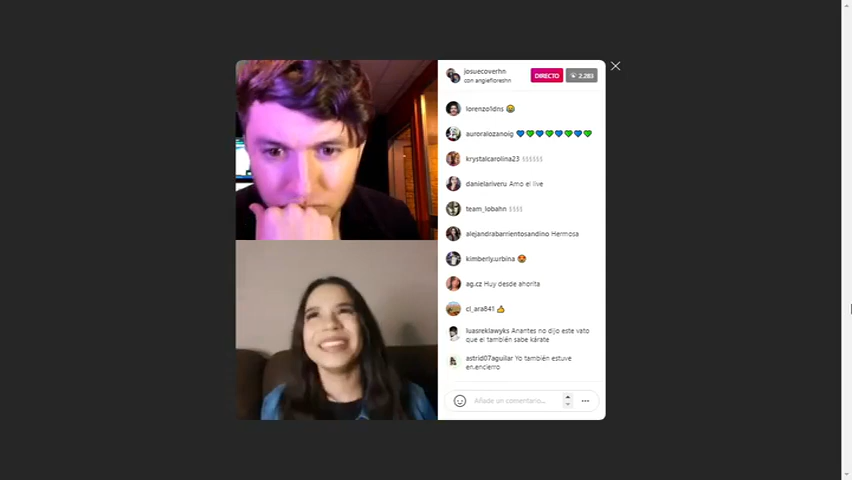 josuecoverhn
con angiefloreshn
DIRECTO
2,283
lorenzo1dns
auroralozanoig
krystalcarolina23 $$$$$$
danielariveru Amo el live
team_lobahn $$$$
alejandrabarrientosandino Hermosa
kimberly.urbina
ag.cz Huy desde ahorita
cl_ara841
luasreklawyks Anantes no dijo este vato
que el también sabe kárate
astrid07aguilar Yo también estuve
en.encierro
Añade un comentario...